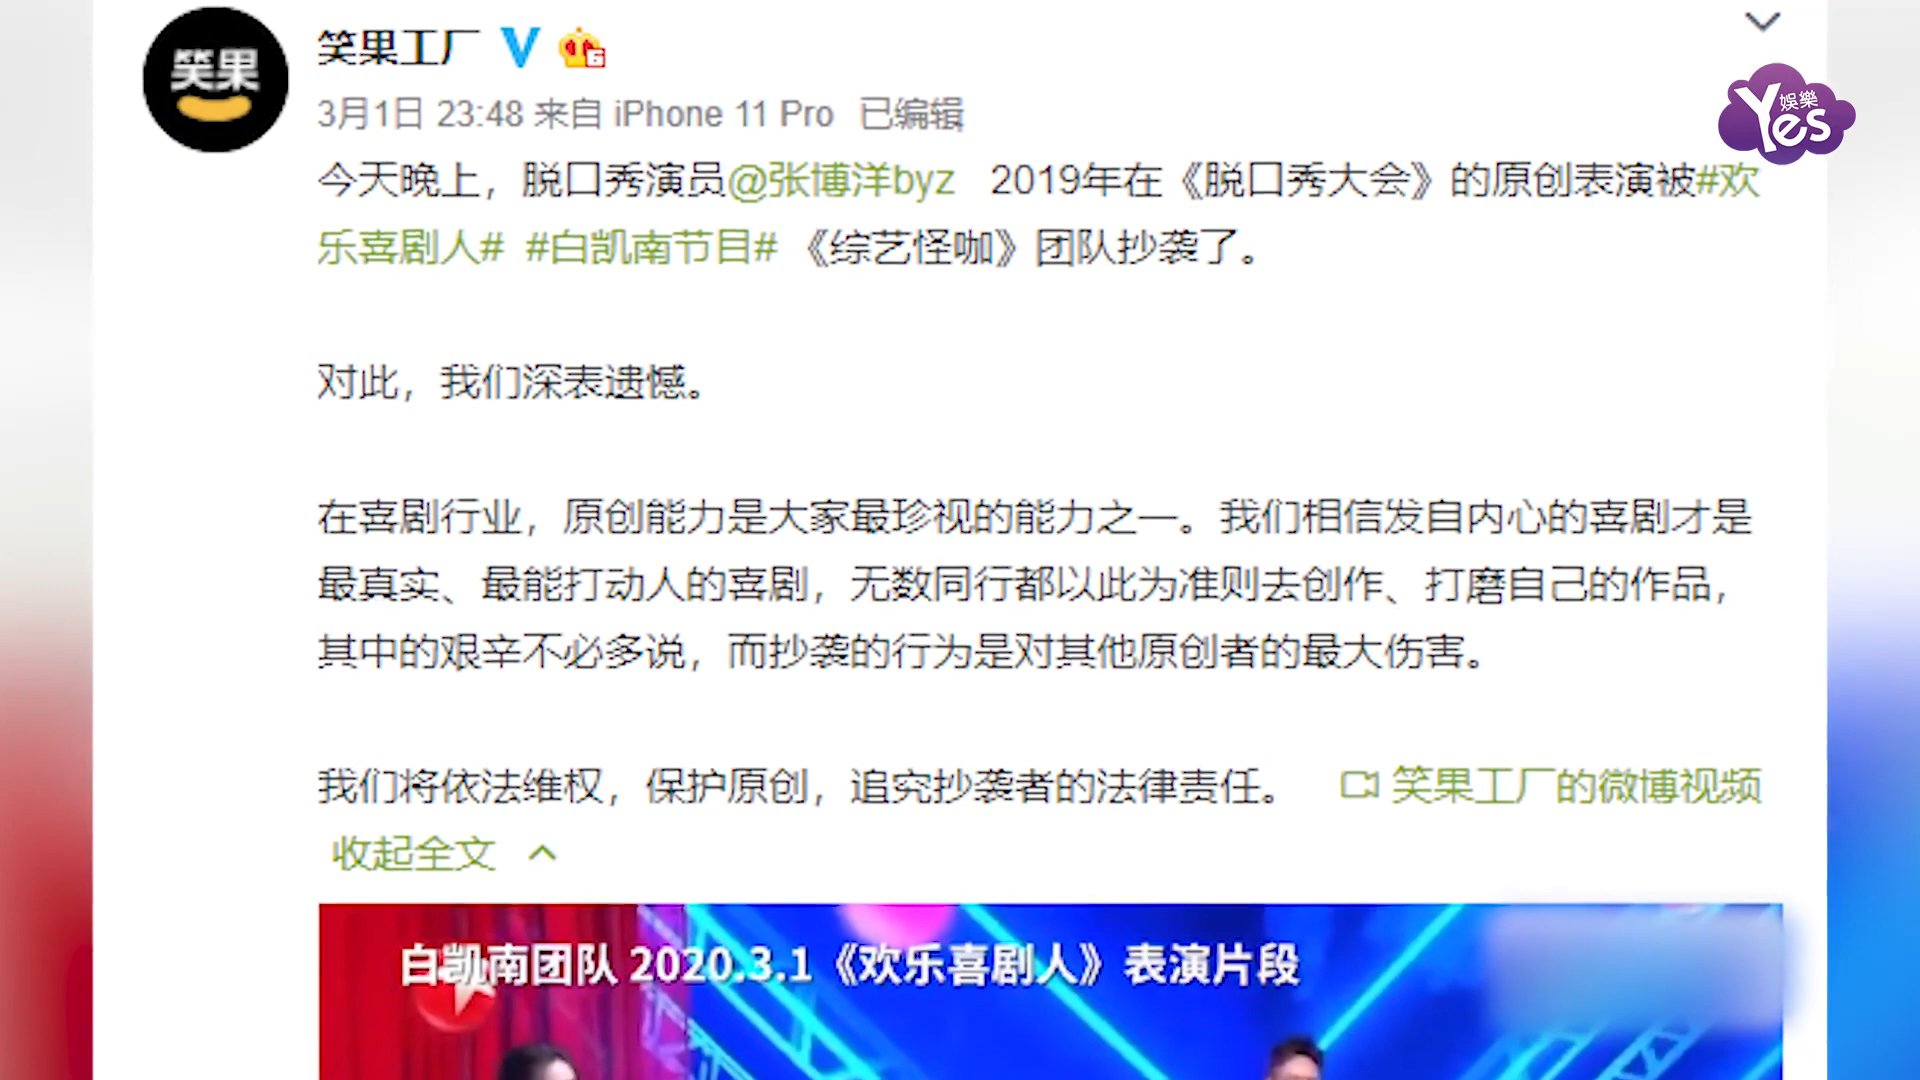 笑果
笑果工厂
6
3月1日 23:48 来自 iPhone 11 Pro 已编辑
Yes 娛樂
今天晚上，脱口秀演员@张博洋byz 2019年在《脱口秀大会》的原创表演被#欢
乐喜剧人# #白凯南节目# 《综艺怪咖》团队抄袭了。
对此，我们深表遗憾。
在喜剧行业，原创能力是大家最珍视的能力之一。我们相信发自内心的喜剧才是
最真实、最能打动人的喜剧，无数同行都以此为准则去创作、打磨自己的作品，
其中的艰辛不必多说，而抄袭的行为是对其他原创者的最大伤害。
我们将依法维权，保护原创，追究抄袭者的法律责任。 笑果工厂的微博视频
收起全文
白凯南团队 2020.3.1《欢乐喜剧人》表演片段